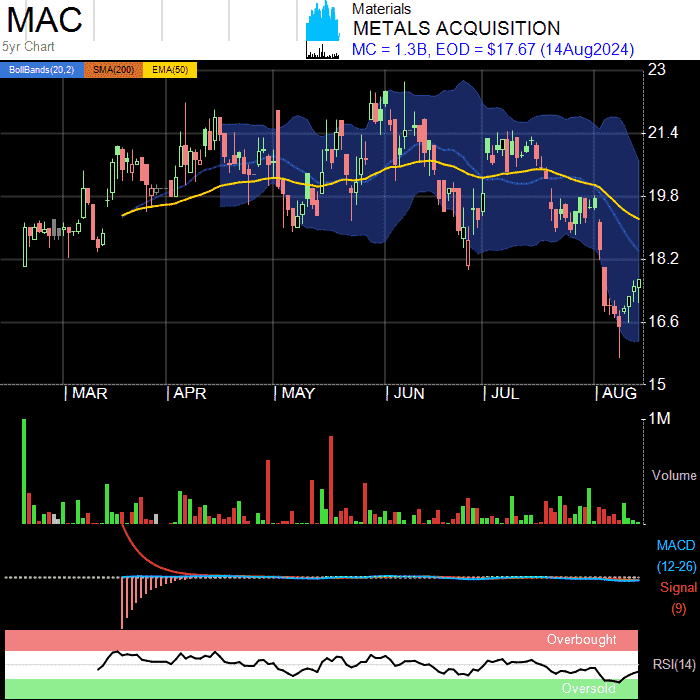 MAC
5yr Chart
Materials
METALS ACQUISITION
MC = 1.3B, EOD = $17.67 (14Aug2024)
BollBands(20,2) SMA(200) EMA(50)
23
21.4
19.8
18.2
16.6
15
| MAR | APR | MAY | JUN | JUL | AUG
1M
Volume
MACD
(12-26)
Signal
(9)
Overbought
RSI(14)
Oversold